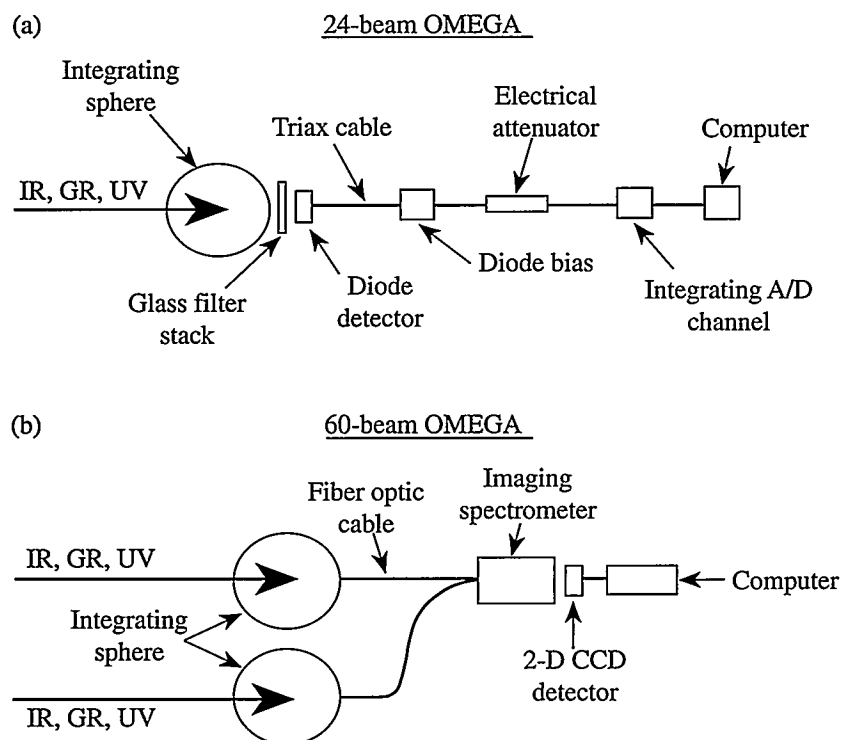 (a)
24-beam OMEGA
Integrating
sphere
Triax cable
Electrical
attenuator
Computer
IR, GR, UV
Glass filter
stack
Diode
detector
Diode bias
Integrating A/D
channel
(b)
60-beam OMEGA
Fiber optic
cable
Imaging
spectrometer
IR, GR, UV
Computer
Integrating
sphere
2-D CCD
detector
IR, GR, UV